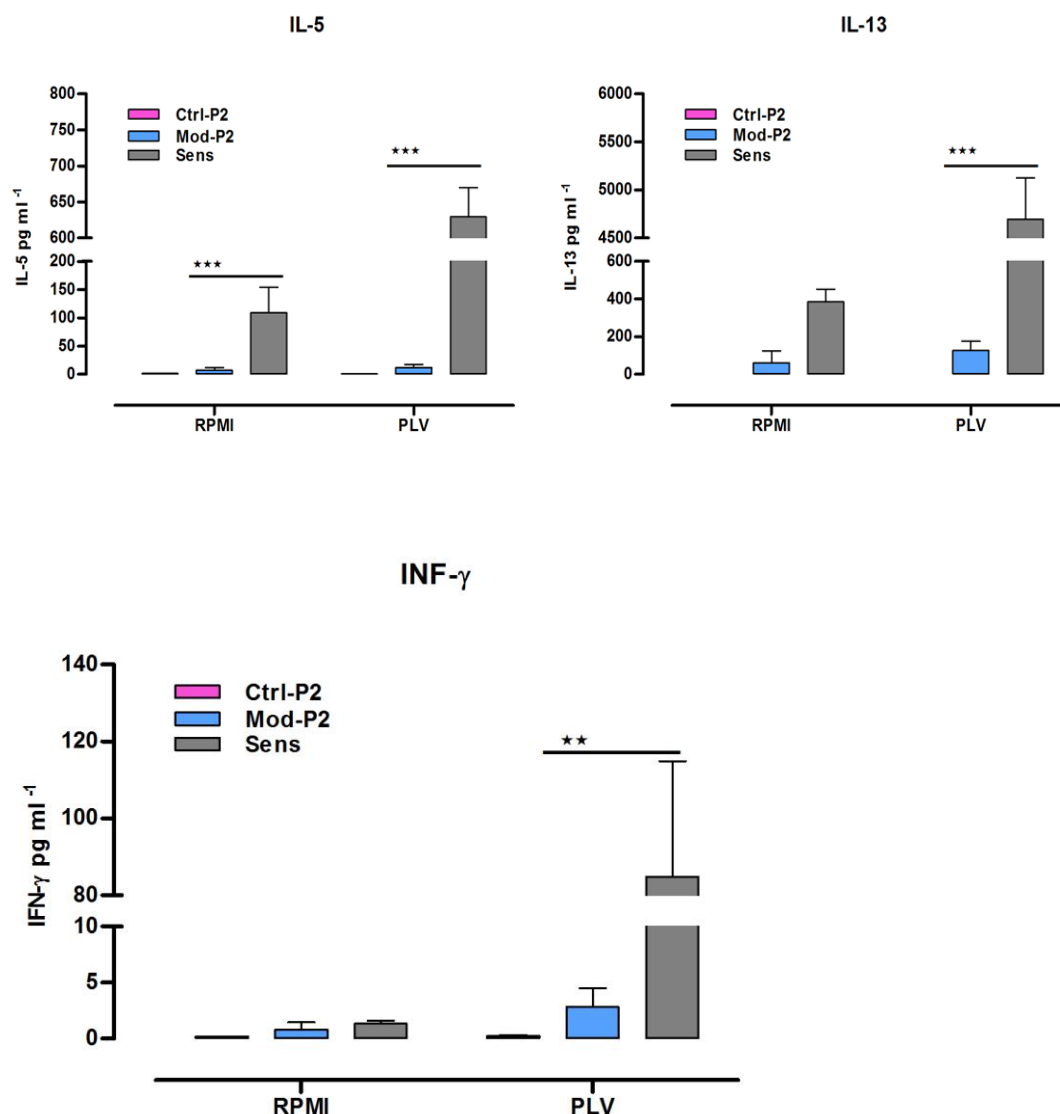 IL-5
800
750
700
650
600
200
150
100
50
0
IL-5 pg ml -1
Ctrl-P2
Mod-P2
Sens
★★★
★★★
RPMI PLV
IL-13
6000
5500
5000
4500
600
400
200
0
IL-13 pg ml -1
Ctrl-P2
Mod-P2
Sens
★★★
RPMI PLV
INF-γ
140
120
100
80
10
5
0
IFN-γ pg ml -1
Ctrl-P2
Mod-P2
Sens
★★
RPMI PLV